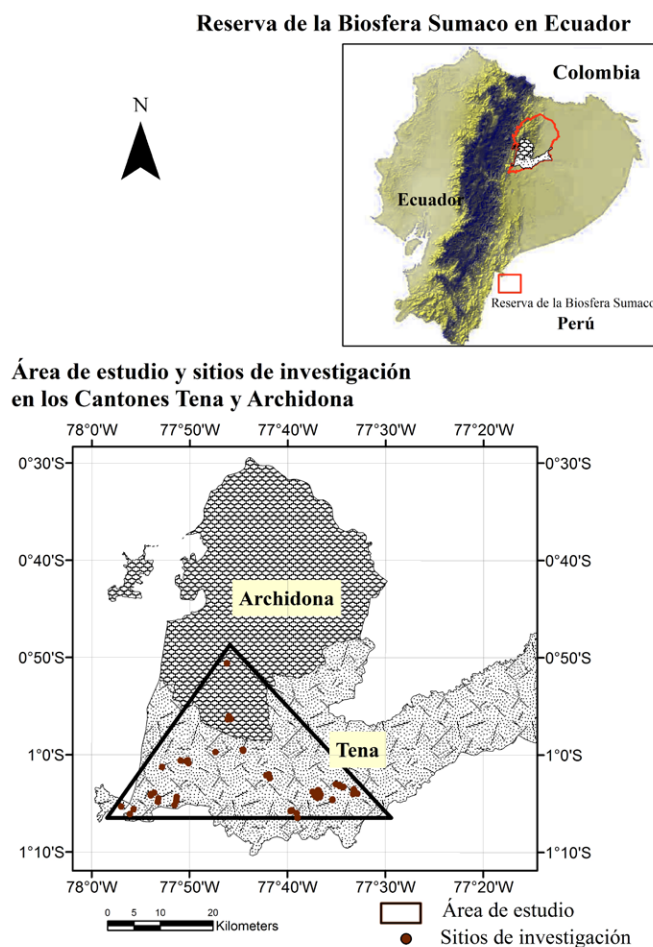 Reserva de la Biosfera Sumaco en Ecuador
N
Colombia
Ecuador
Reserva de la Biosfera Sumaco
Perú
Área de estudio y sitios de investigación
en los Cantones Tena y Archidona
78°0'W 77°50'W 77°40'W 77°30'W 77°20'W
0°30'S 0°30'S
0°40'S 0°40'S
Archidona
0°50'S 0°50'S
Tena
1°0'S 1°0'S
1°10'S 1°10'S
78°0'W 77°50'W 77°40'W 77°30'W 77°20'W
0 5 10 20
Kilometers
Área de estudio
Sitios de investigación